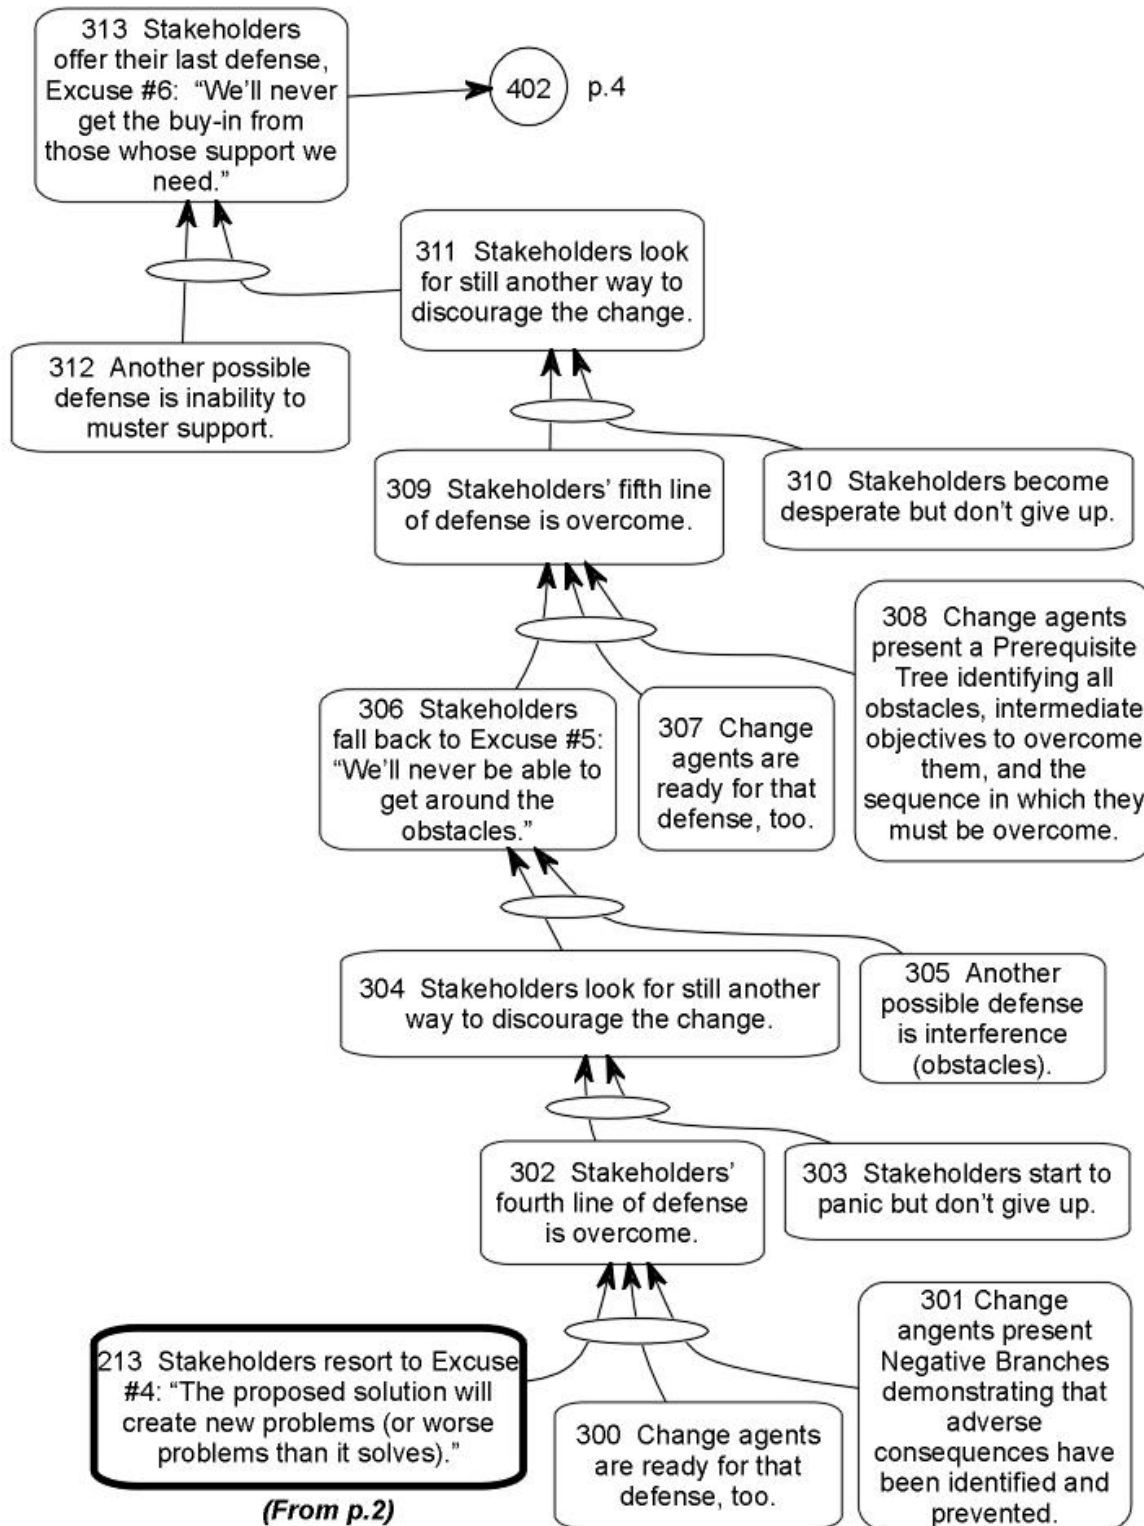 313 Stakeholders
offer their last defense,
Excuse #6: “We’ll never
get the buy-in from
those whose support we
need.”
402
p.4
311 Stakeholders look
for still another way to
discourage the change.
312 Another possible
defense is inability to
muster support.
309 Stakeholders’ fifth line
of defense is overcome.
310 Stakeholders become
desperate but don’t give up.
308 Change agents
present a Prerequisite
Tree identifying all
obstacles, intermediate
objectives to overcome
them, and the
sequence in which they
must be overcome.
306 Stakeholders
fall back to Excuse #5:
“We’ll never be able to
get around the
obstacles.”
307 Change
agents are
ready for that
defense, too.
304 Stakeholders look for still another
way to discourage the change.
305 Another
possible defense
is interference
(obstacles).
302 Stakeholders’
fourth line of defense
is overcome.
303 Stakeholders start to
panic but don’t give up.
301 Change
angents present
Negative Branches
demonstrating that
adverse
consequences have
been identified and
prevented.
213 Stakeholders resort to Excuse
#4: “The proposed solution will
create new problems (or worse
problems than it solves).”
300 Change agents
are ready for that
defense, too.
(From p.2)